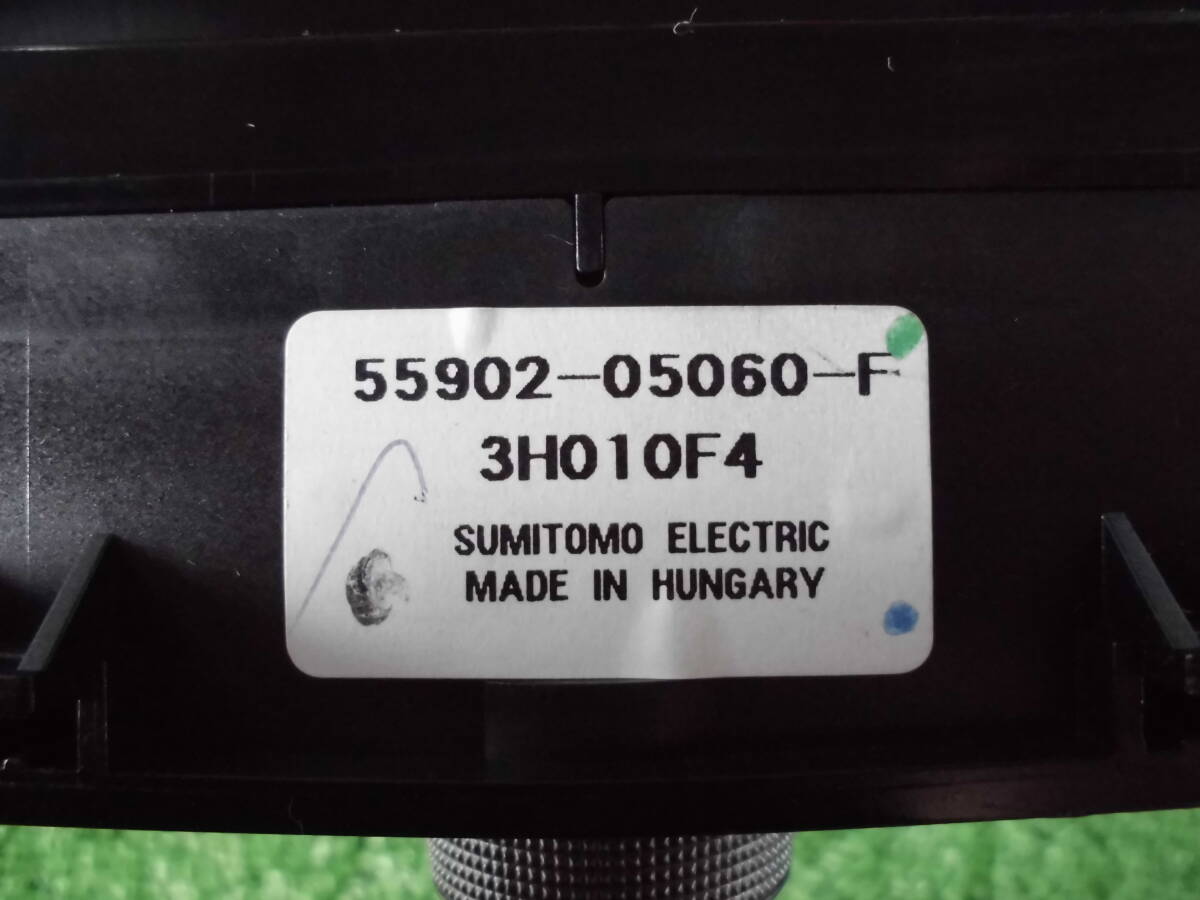 55902-05060-F
3H010F4
SUMITOMO ELECTRIC
MADE IN HUNGARY